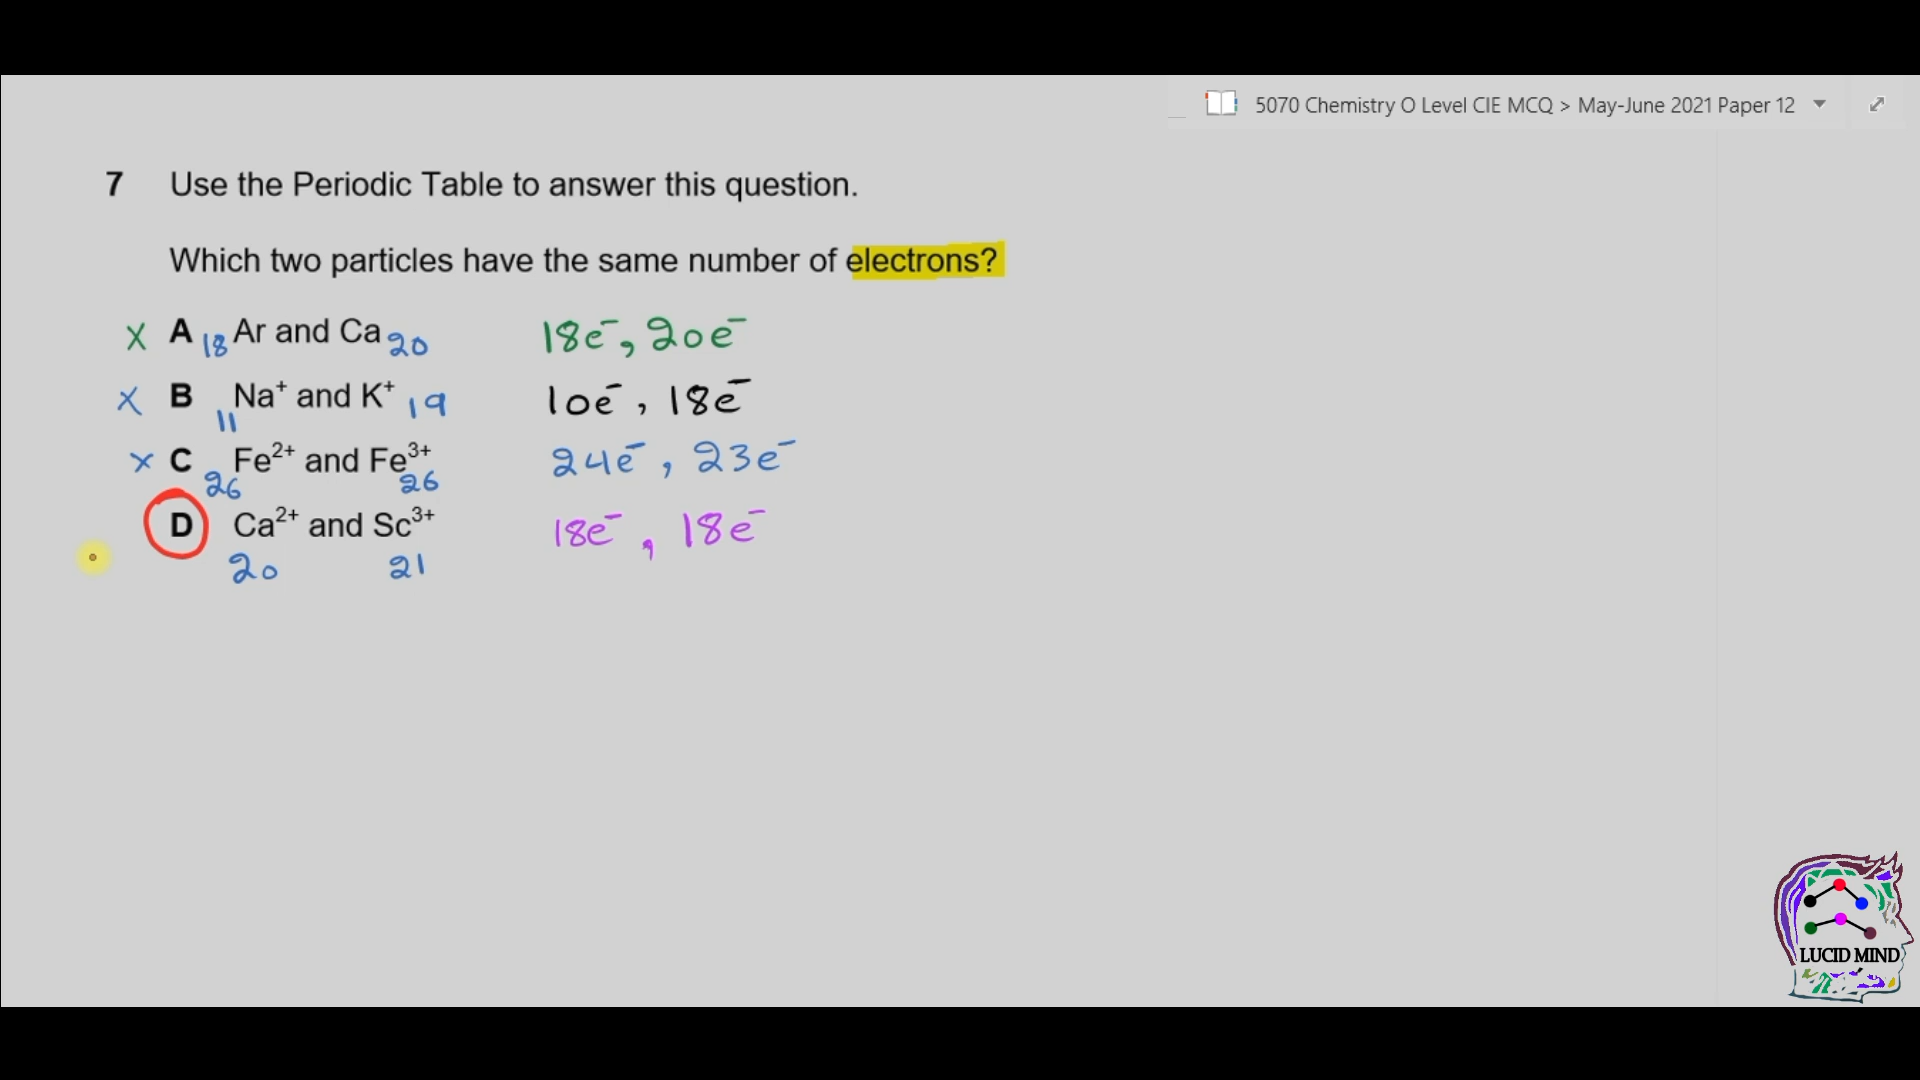 5070 Chemistry O Level CIE MCQ > May-June 2021 Paper 12
7 Use the Periodic Table to answer this question.
Which two particles have the same number of electrons?
X A 18 Ar and Ca 20 18e⁻, 20e⁻
X B 11 Na⁺ and K⁺ 19 10e⁻, 18e⁻
X C 26 Fe²⁺ and Fe³⁺ 26 24e⁻, 23e⁻
D Ca²⁺ and Sc³⁺ 18e⁻, 18e⁻
20 21
LUCID MIND